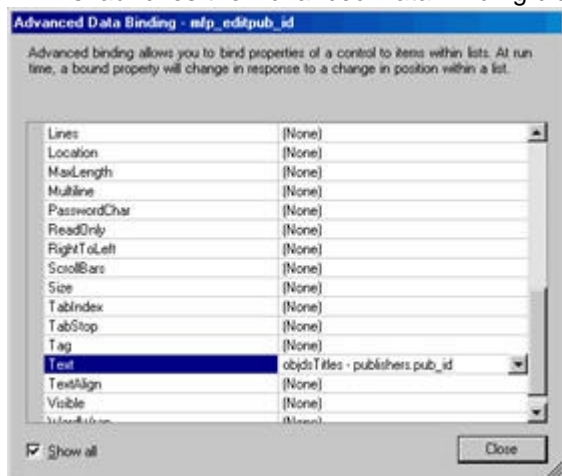 Advanced Data Binding - mfp_editpub_id
Advanced binding allows you to bind properties of a control to items within lists. At run
time, a bound property will change in response to a change in position within a list.
Lines (None)
Location (None)
MaxLength (None)
Multiline (None)
PasswordChar (None)
ReadOnly (None)
RightToLeft (None)
ScrollBars (None)
Size (None)
TabIndex (None)
TabStop (None)
Tag (None)
Text objdsTitles - publishers.pub_id
TextAlign (None)
Visible (None)
Show all Close